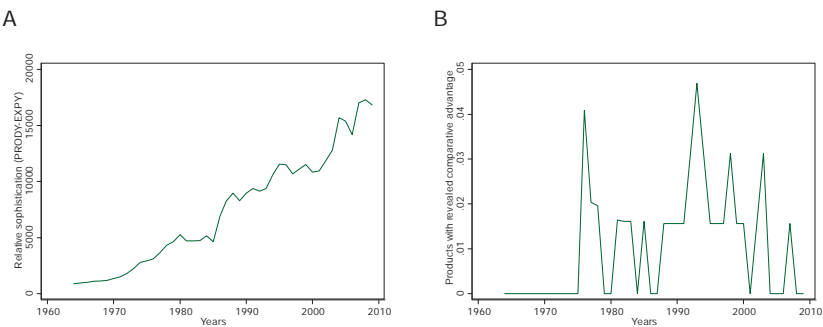 A
B
Relative sophistication (PRODY-EXPY)
20000
15000
10000
5000
0
1960 1970 1980 1990 2000 2010
Years
Products with revealed comparative advantage
.05
.04
.03
.02
.01
0
1960 1970 1980 1990 2000 2010
Years